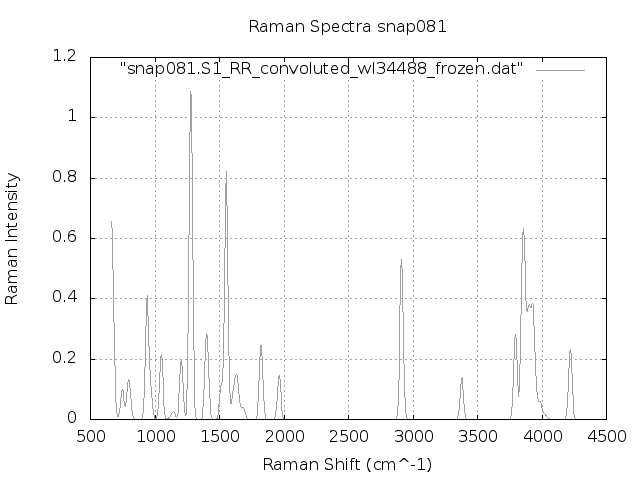 Raman Spectra snap081
"snap081.S1_RR_convoluted_wl34488_frozen.dat"
1.2
1
0.8
0.6
0.4
0.2
0
Raman Intensity
500 1000 1500 2000 2500 3000 3500 4000 4500
Raman Shift (cm^-1)